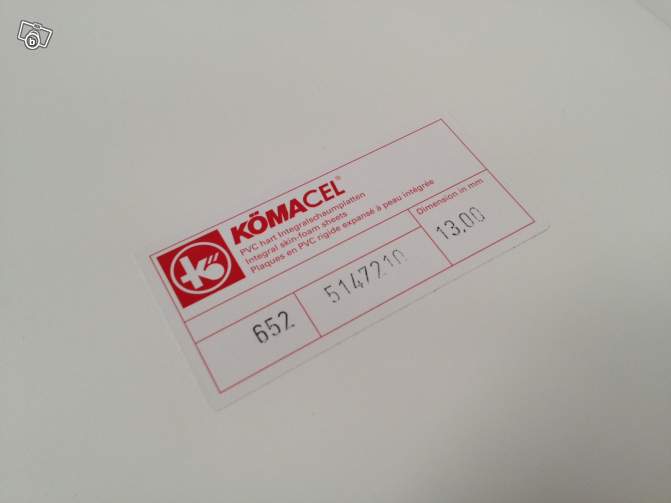 KÖMACEL®
PVC hart Integralschaumplatten
Integral skin-foam sheets
Plaques en PVC rigide expansé à peau intégrée
Dimension in mm
kö
652
5147210
13.00